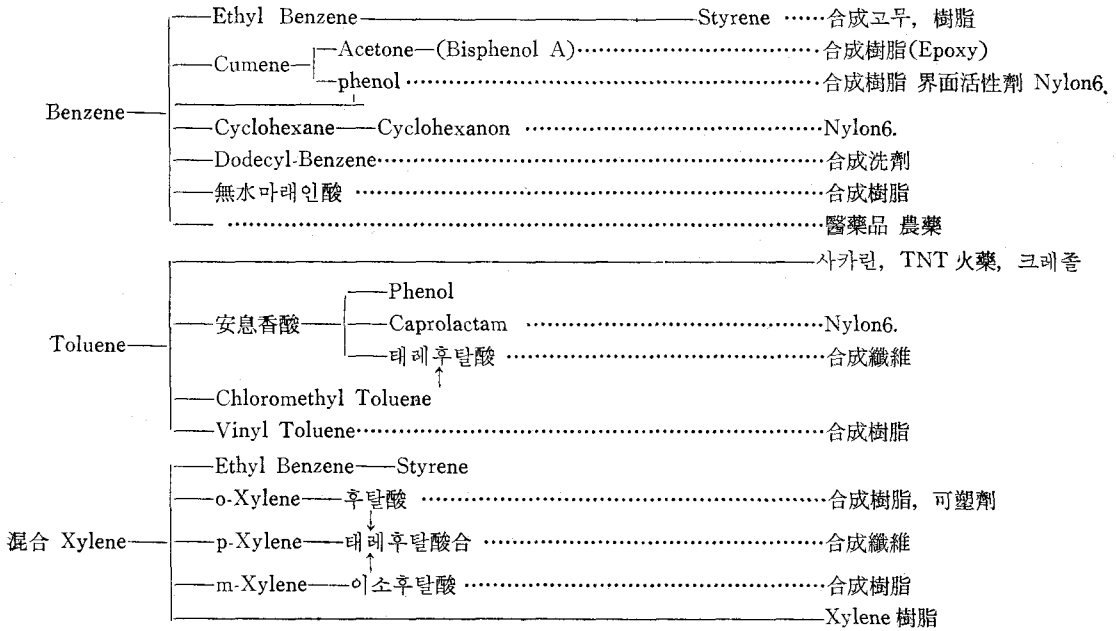 Ethyl Benzene Styrene ……合成고무, 樹脂
Acetone—(Bisphenol A)……合成樹脂(Epoxy)
Cumene
phenol……合成樹脂 界面活性劑 Nylon6.
Benzene
Cyclohexane—Cyclohexanon ……Nylon6.
Dodecyl-Benzene……合成洗劑
無水마래인酸 ……合成樹脂
……醫藥品 農藥
사카린, TNT 火藥, 크레졸
Phenol
安息香酸 Caprolactam ……Nylon6.
Toluene
태레후탈酸 ……合成纖維
↑
Chloromethyl Toluene
Vinyl Toluene……合成樹脂
Ethyl Benzene—Styrene
o-Xylene—후탈酸 ……合成樹脂, 可塑劑
↓
混合 Xylene p-Xylene—태레후탈酸合 ……合成纖維
↑
m-Xylene—이소후탈酸 ……合成樹脂
Xylene 樹脂